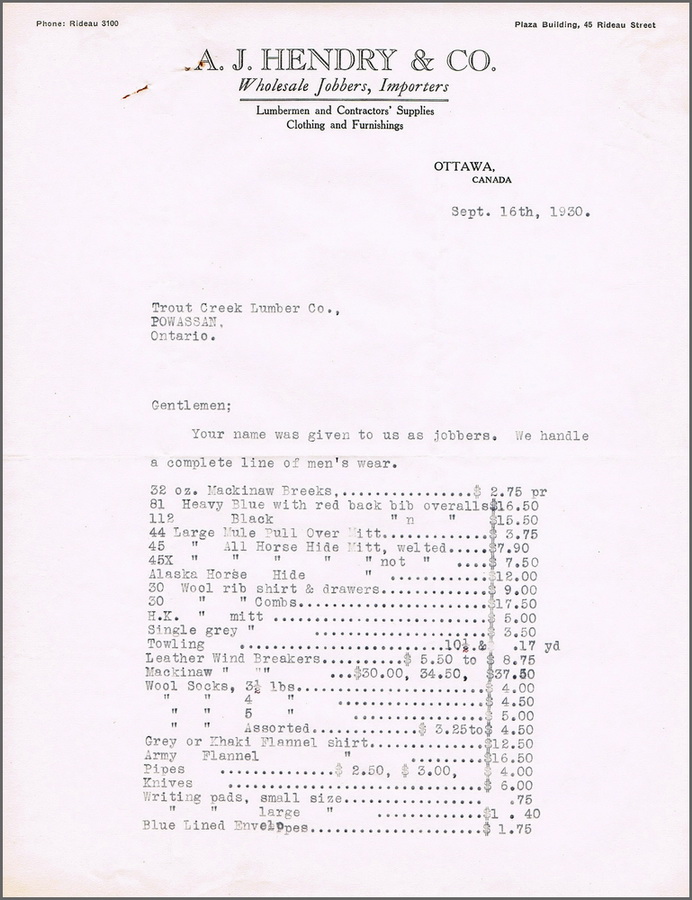 Phone: Rideau 3100
Plaza Building, 45 Rideau Street
A. J. HENDRY & CO.
Wholesale Jobbers, Importers
Lumbermen and Contractors' Supplies
Clothing and Furnishings
OTTAWA,
CANADA
Sept. 16th, 1930.
Trout Creek Lumber Co.,
POWASSAN,
Ontario.
Gentlemen;
Your name was given to us as jobbers. We handle
a complete line of men's wear.
32 oz. Mackinaw Breeks,.................$ 2.75 pr
81 Heavy Blue with red back bib overalls$16.50
112 Black " n " $15.50
44 Large Mule Pull Over Mitt............$ 3.75
45 " All Horse Hide Mitt, welted.....$7.90
45X " " " " " not " ....$ 7.50
Alaska Horse Hide " ............$12.00
30 Wool rib shirt & drawers.............$ 9.00
30 " " Combs.......................$17.50
H.K. " mitt ..........................$ 5.00
Single grey " .....................$ 3.50
Towling ..........................10½ & .17 yd
Leather Wind Breakers.........$ 5.50 to $ 8.75
Mackinaw " "" ...$30.00, 34.50, $37.50
Wool Socks, 3½ lbs......................$ 4.00
" " 4 " ..................$ 4.50
" " 5 " ................$ 5.00
" " Assorted.............$ 3.25to$ 4.50
Grey or Khaki Flannel shirt.............$12.50
Army Flannel " ...............$16.50
Pipes ..............$ 2.50, $ 3.00, $ 4.00
Knives ................................$ 6.00
Writing pads, small size................ .75
" " large " .............$1 . 40
Blue Lined Envelopes....................$ 1.75